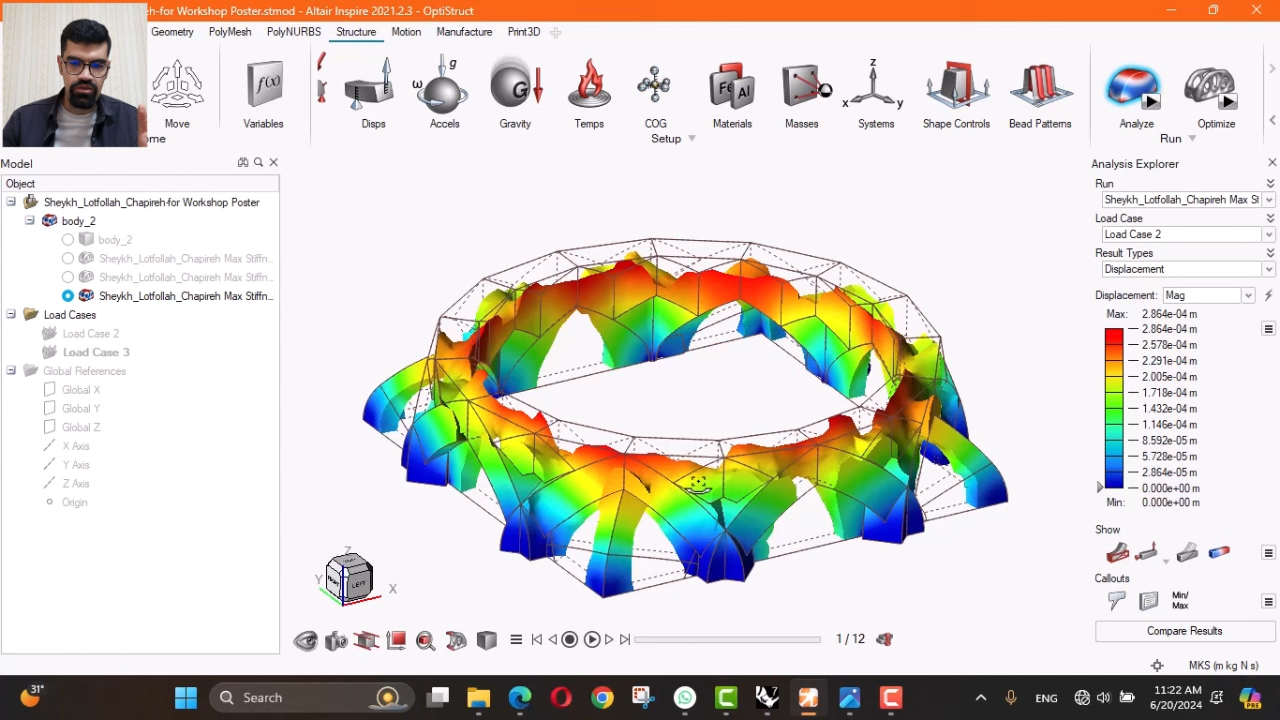 eh-for Workshop Poster.stmod - Altair Inspire 2021.2.3 - OptiStruct
Geometry PolyMesh PolyNURBS Structure Motion Manufacture Print3D
Move Variables Disps Accels Gravity Temps COG Materials Masses Systems Shape Controls Bead Patterns Analyze Optimize
ome Setup Run
Model
Object
Sheykh_Lotfollah_Chapireh-for Workshop Poster
body_2
body_2
Sheykh_Lotfollah_Chapireh Max Stiffn...
Sheykh_Lotfollah_Chapireh Max Stiffn...
Sheykh_Lotfollah_Chapireh Max Stiffn...
Load Cases
Load Case 2
Load Case 3
Global References
Global X
Global Y
Global Z
X Axis
Y Axis
Z Axis
Origin
f(x)
ω
g
G
Fe
Al
z
x
y
Z
Y
X
LEFT
1 / 12
Analysis Explorer
Run
Sheykh_Lotfollah_Chapireh Max St
Load Case
Load Case 2
Result Types
Displacement
Displacement: Mag
Max: 2.864e-04 m
2.864e-04 m
2.578e-04 m
2.291e-04 m
2.005e-04 m
1.718e-04 m
1.432e-04 m
1.146e-04 m
8.592e-05 m
5.728e-05 m
2.864e-05 m
0.000e+00 m
Min: 0.000e+00 m
Show
Callouts
Min/
Max
Compare Results
MKS (m kg N s)
31°
Search
ENG
11:22 AM
6/20/2024
PRE